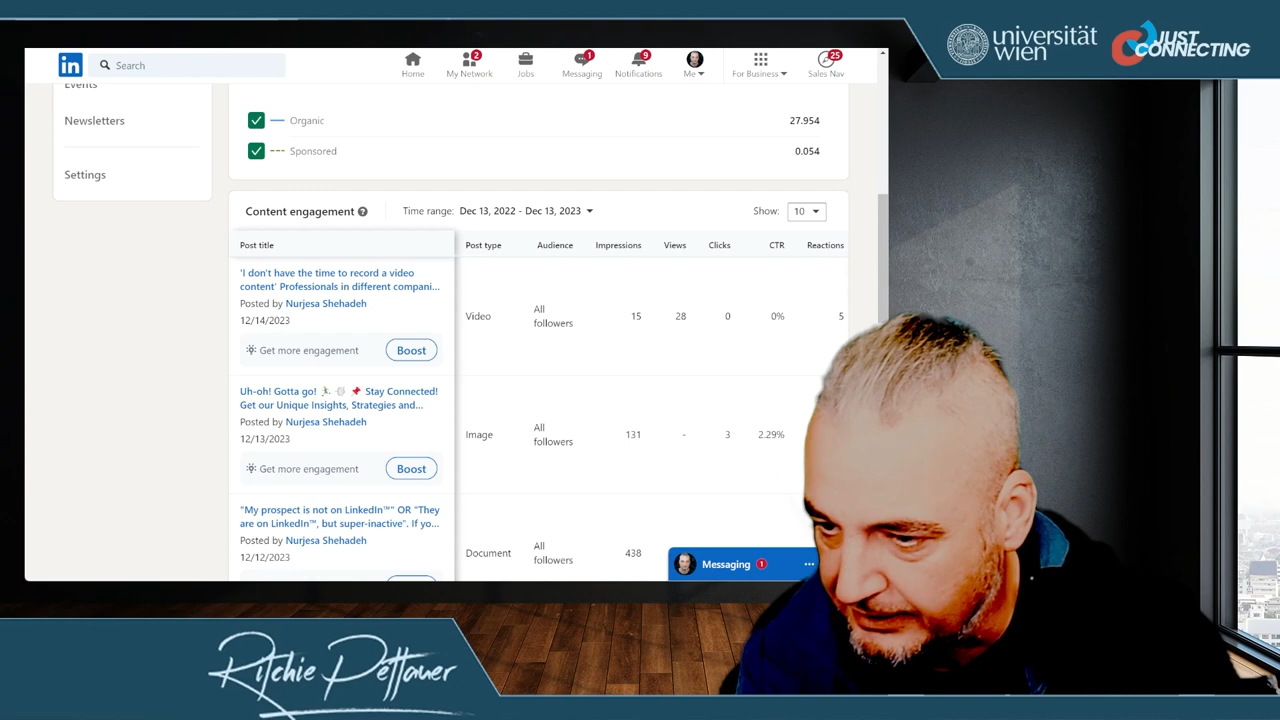 universität
wien
JUST
CONNECTING
in
Search
Home
2
My Network
Jobs
1
Messaging
9
Notifications
Me
For Business
25
Sales Nav
Events
Newsletters
Settings
Organic 27.954
Sponsored 0.054
Content engagement ? Time range: Dec 13, 2022 - Dec 13, 2023 Show: 10
Post title Post type Audience Impressions Views Clicks CTR Reactions
'I don't have the time to record a video
content' Professionals in different compani...
Posted by Nurjesa Shehadeh
12/14/2023
Get more engagement Boost
Video All
followers 15 28 0 0% 5
Uh-oh! Gotta go! 📌 Stay Connected!
Get our Unique Insights, Strategies and...
Posted by Nurjesa Shehadeh
12/13/2023
Get more engagement Boost
Image All
followers 131 - 3 2.29%
"My prospect is not on LinkedIn™" OR "They
are on LinkedIn™, but super-inactive". If yo...
Posted by Nurjesa Shehadeh
12/12/2023
Document All
followers 438
Messaging 1 ...
Ritchie Pettauer